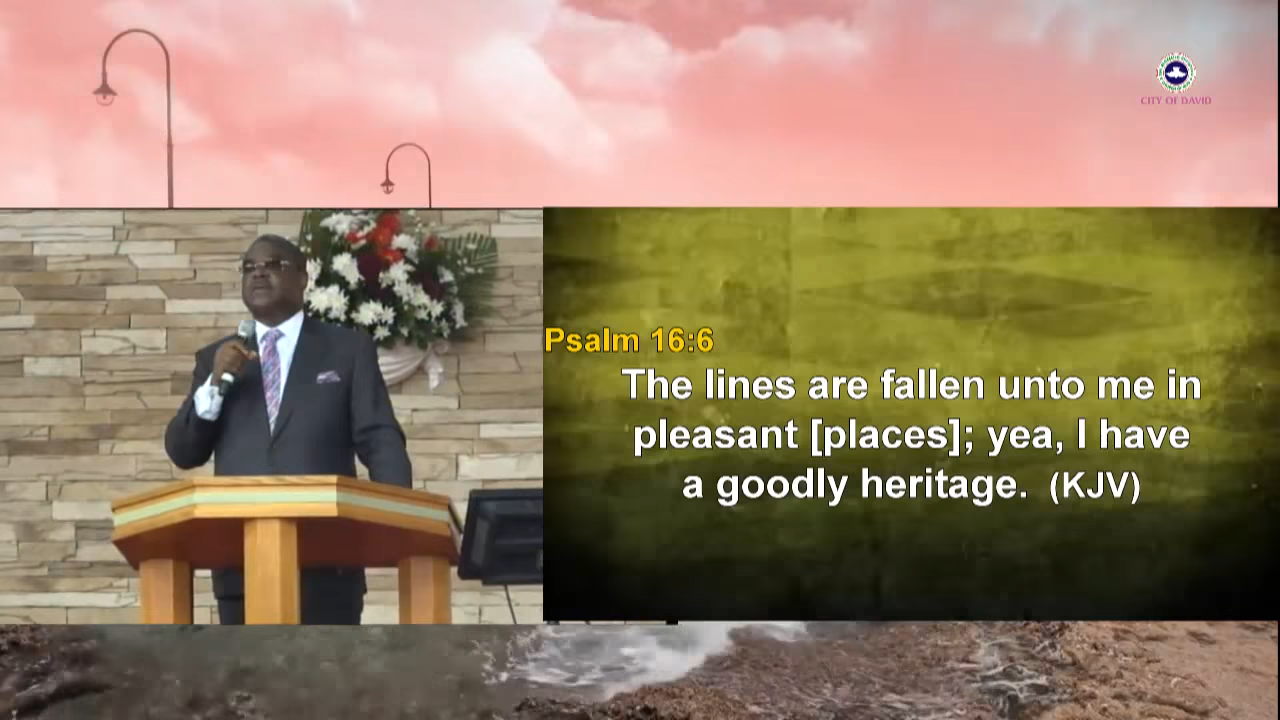 CITY OF DAVID
Psalm 16:6
The lines are fallen unto me in
pleasant [places]; yea, I have
a goodly heritage. (KJV)